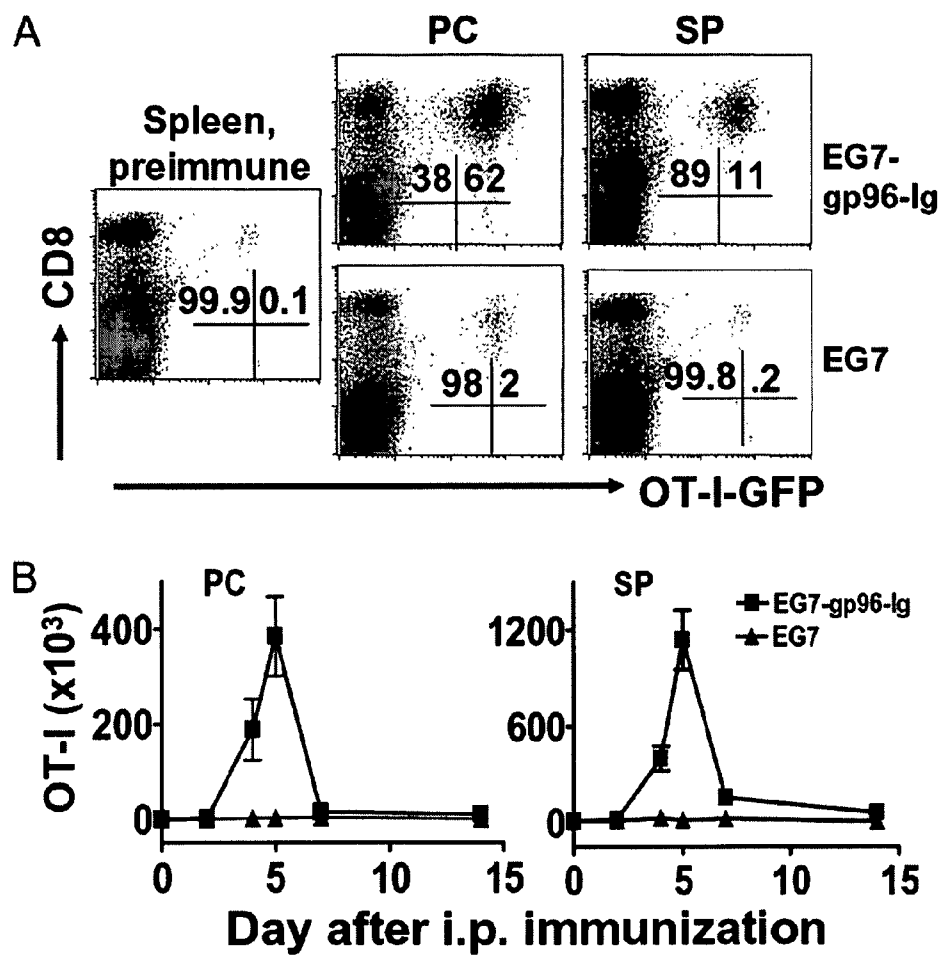 A
PC
SP
Spleen,
preimmune
CD8
99.9 0.1
38 62
89 11
EG7-
gp96-Ig
98 2
99.8 .2
EG7
OT-I-GFP
B
PC
OT-I (x10³)
400
200
0
0 5 10 15
SP
EG7-gp96-Ig
EG7
1200
600
0
0 5 10 15
Day after i.p. immunization